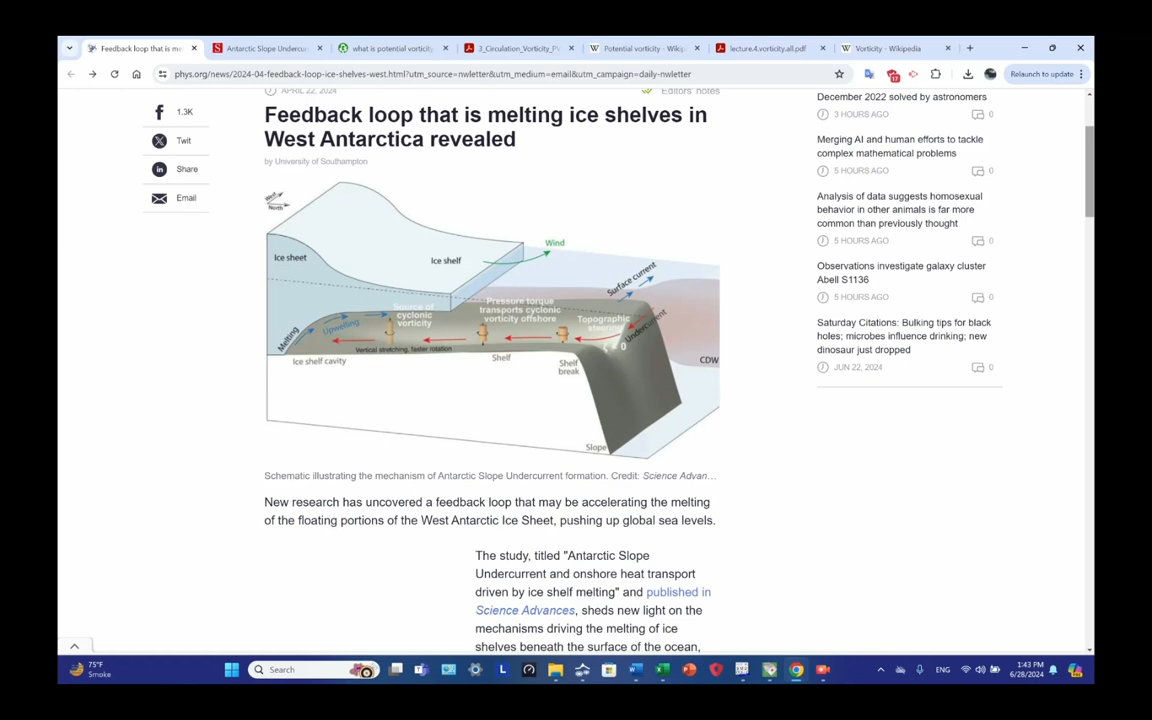 Feedback loop that is me
Antarctic Slope Undercur
what is potential vorticity
3_Circulation_Vorticity_P
Potential vorticity - Wikip
lecture.4.vorticity.all.pdf
Vorticity - Wikipedia
phys.org/news/2024-04-feedback-loop-ice-shelves-west.html?utm_source=nwletter&utm_medium=email&utm_campaign=daily-nwletter
17
Relaunch to update
1.3K
Twit
Share
Email
APRIL 22, 2024
Editors' notes
Feedback loop that is melting ice shelves in
West Antarctica revealed
by University of Southampton
West
North
Ice sheet
Ice shelf
Wind
Surface current
Undercurrent
Melting
Upwelling
Source of
cyclonic
vorticity
Pressure torque
transports cyclonic
vorticity offshore
Topographic
steering
Vertical stretching, faster rotation
Ice shelf cavity
Shelf
Shelf
break
CDW
Slope
Schematic illustrating the mechanism of Antarctic Slope Undercurrent formation. Credit: Science Advan…
New research has uncovered a feedback loop that may be accelerating the melting
of the floating portions of the West Antarctic Ice Sheet, pushing up global sea levels.
The study, titled "Antarctic Slope
Undercurrent and onshore heat transport
driven by ice shelf melting" and published in
Science Advances, sheds new light on the
mechanisms driving the melting of ice
shelves beneath the surface of the ocean,
December 2022 solved by astronomers
3 HOURS AGO 0
Merging AI and human efforts to tackle
complex mathematical problems
5 HOURS AGO 0
Analysis of data suggests homosexual
behavior in other animals is far more
common than previously thought
5 HOURS AGO 0
Observations investigate galaxy cluster
Abell S1136
5 HOURS AGO 0
Saturday Citations: Bulking tips for black
holes; microbes influence drinking; new
dinosaur just dropped
JUN 22, 2024 0
75°F
Smoke
Search
ENG
1:43 PM
6/28/2024